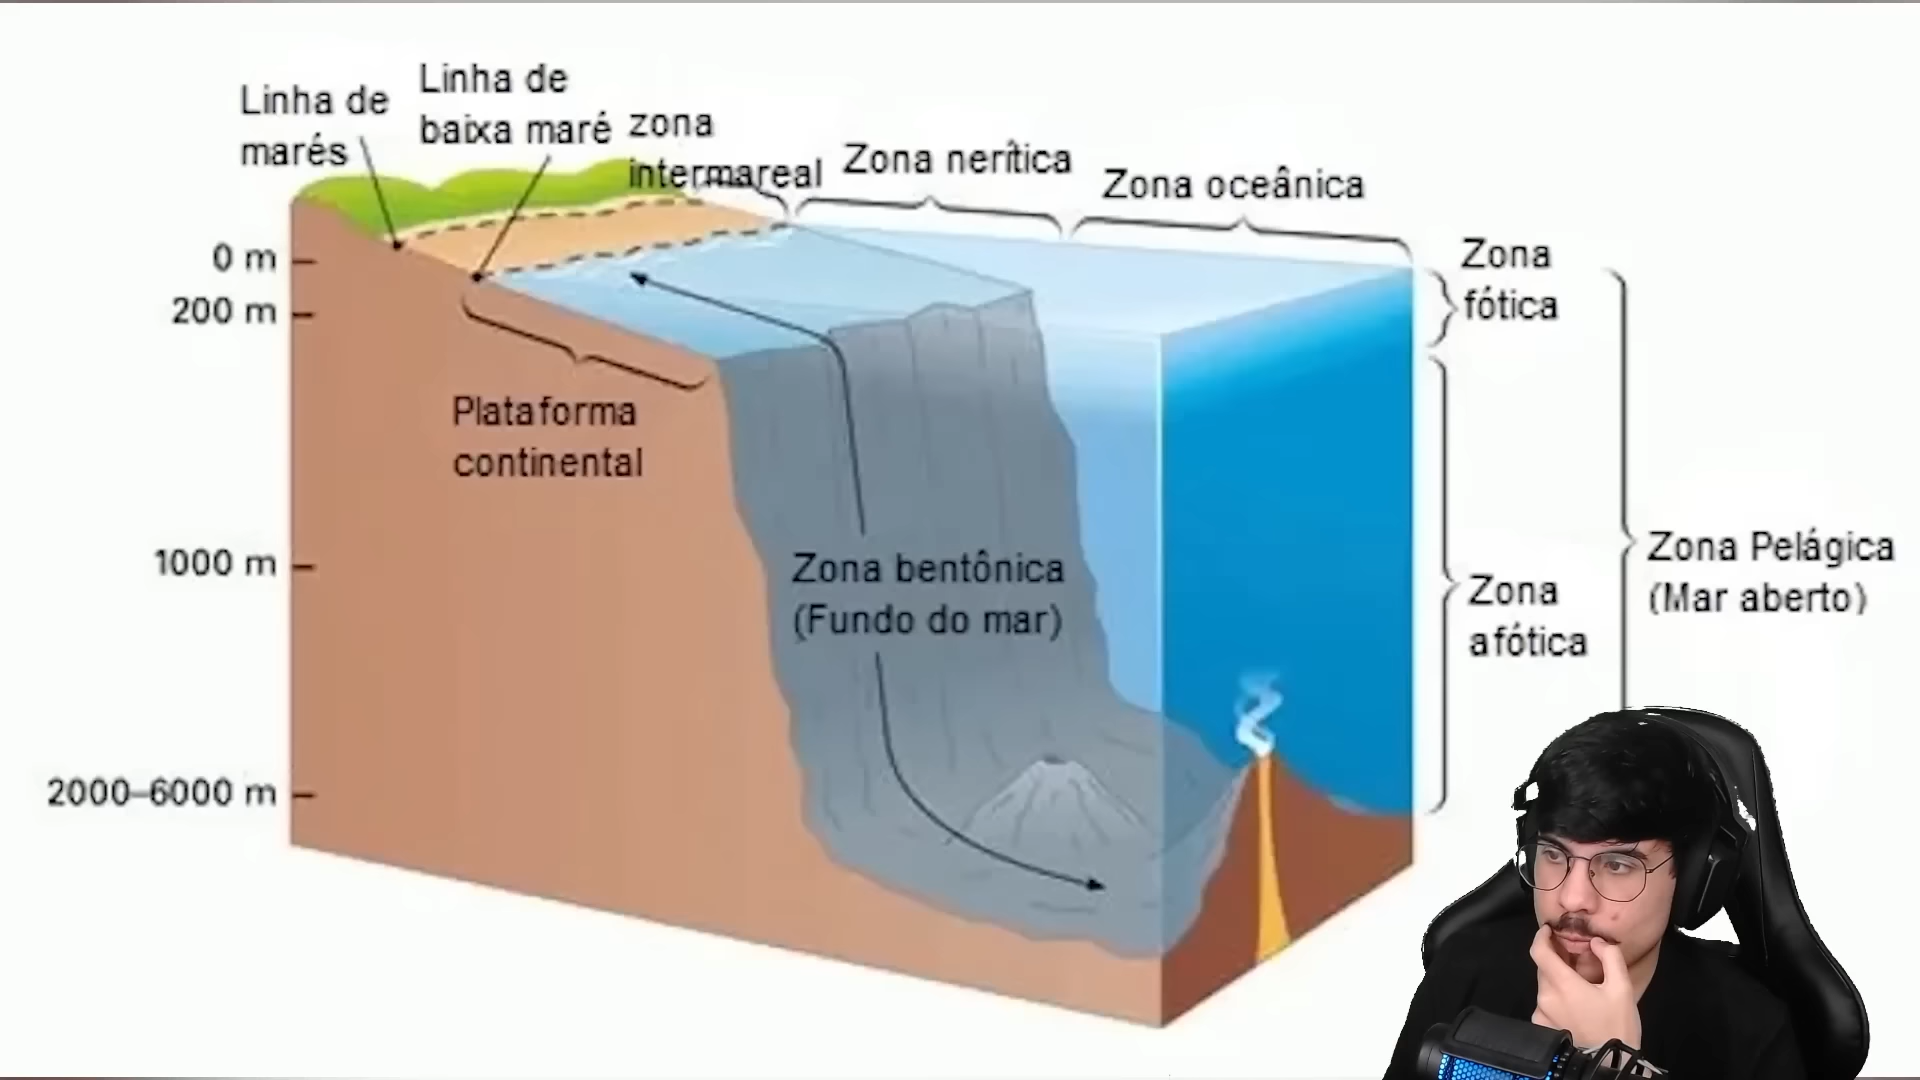 Linha de
marés
Linha de
baixa maré
zona
intermareal
Zona nerítica
Zona oceânica
0 m
200 m
1000 m
2000–6000 m
Plataforma
continental
Zona bentônica
(Fundo do mar)
Zona
fótica
Zona
afótica
Zona Pelágica
(Mar aberto)